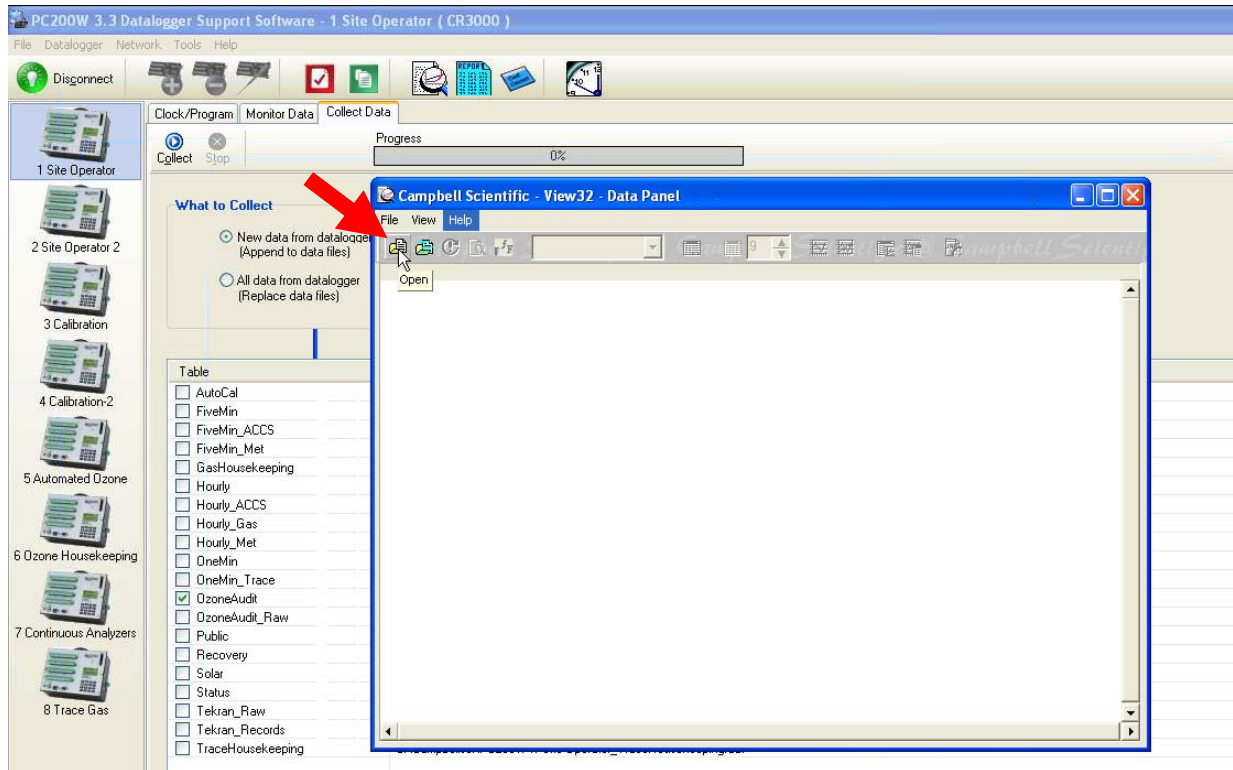 PC200W 3.3 Datalogger Support Software - 1 Site Operator ( CR3000 )
File Datalogger Network Tools Help
Disconnect
REPORT
Clock/Program Monitor Data Collect Data
Collect Stop
Progress
0%
1 Site Operator
2 Site Operator 2
3 Calibration
4 Calibration-2
5 Automated Ozone
6 Ozone Housekeeping
7 Continuous Analyzers
8 Trace Gas
What to Collect
New data from datalogger
(Append to data files)
All data from datalogger
(Replace data files)
Table
AutoCal
FiveMin
FiveMin_ACCS
FiveMin_Met
GasHousekeeping
Hourly
Hourly_ACCS
Hourly_Gas
Hourly_Met
OneMin
OneMin_Trace
OzoneAudit
OzoneAudit_Raw
Public
Recovery
Solar
Status
Tekran_Raw
Tekran_Records
TraceHousekeeping
Campbell Scientific - View32 - Data Panel
File View Help
9
Open